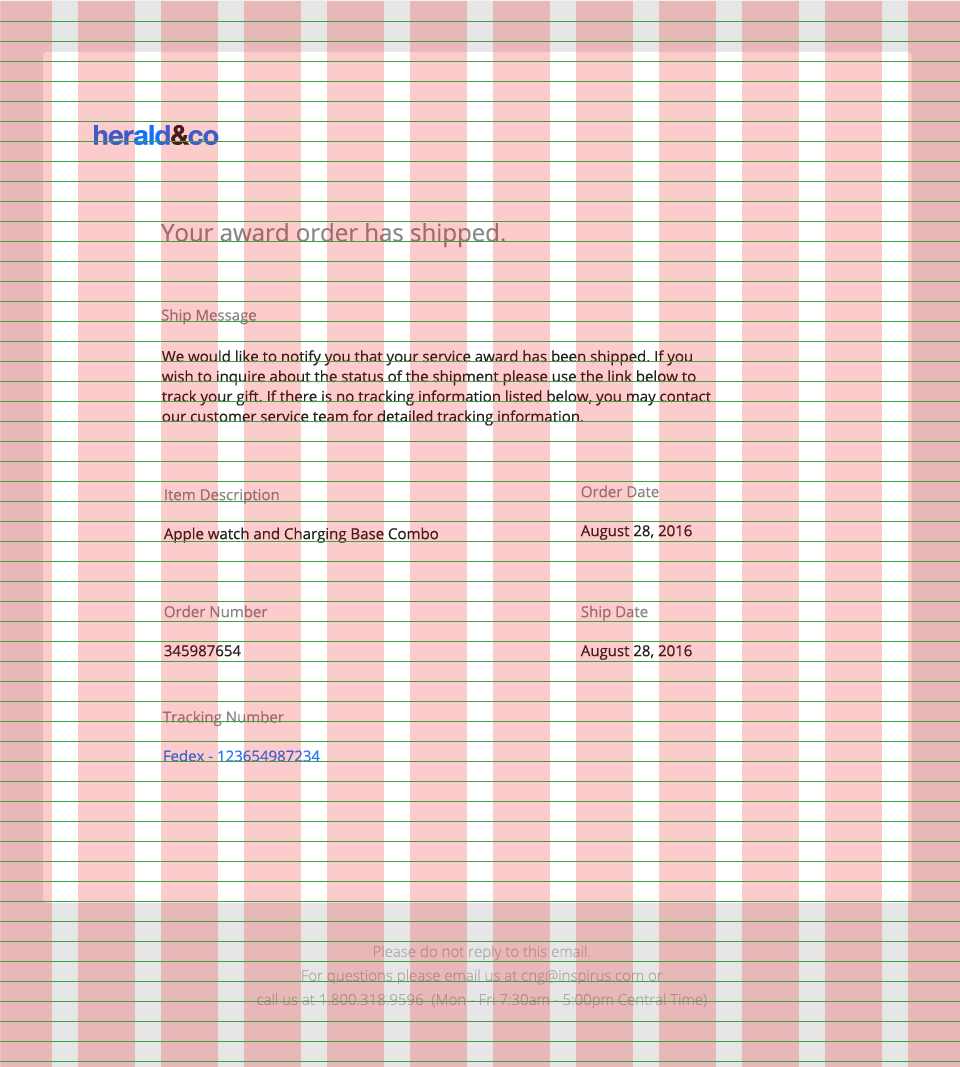 herald&co
Your award order has shipped.
Ship Message
We would like to notify you that your service award has been shipped. If you
wish to inquire about the status of the shipment please use the link below to
track your gift. If there is no tracking information listed below, you may contact
our customer service team for detailed tracking information.
Item Description
Apple watch and Charging Base Combo
Order Date
August 28, 2016
Order Number
345987654
Ship Date
August 28, 2016
Tracking Number
Fedex - 123654987234
Please do not reply to this email.
For questions please email us at cng@inspirus.com or
call us at 1.800.318.9596 (Mon - Fri 7:30am - 5:00pm Central Time)